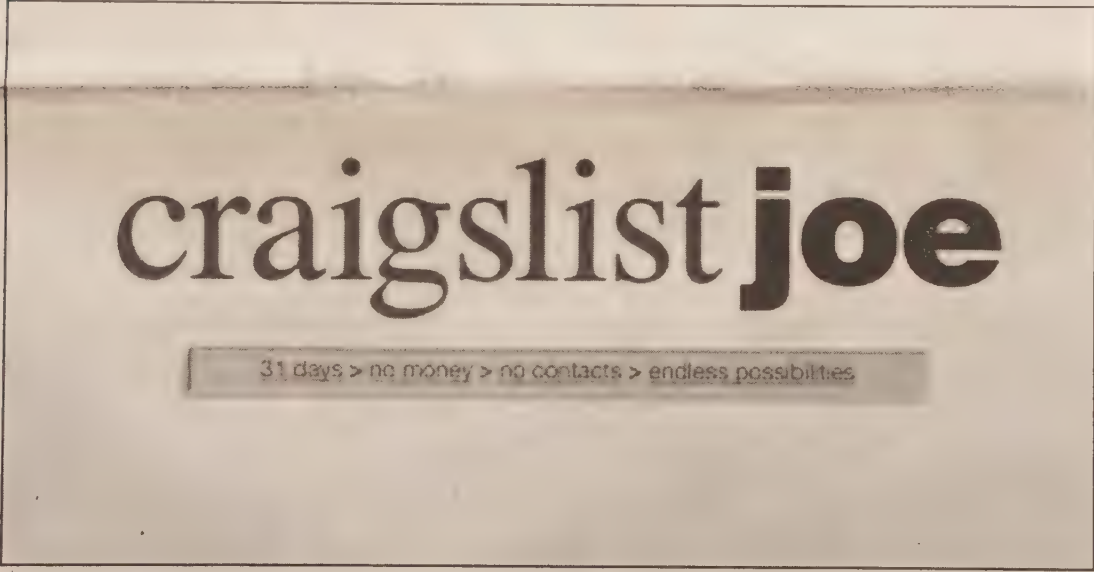 craigslist joe
31 days > no money > no contacts > endless possibilities